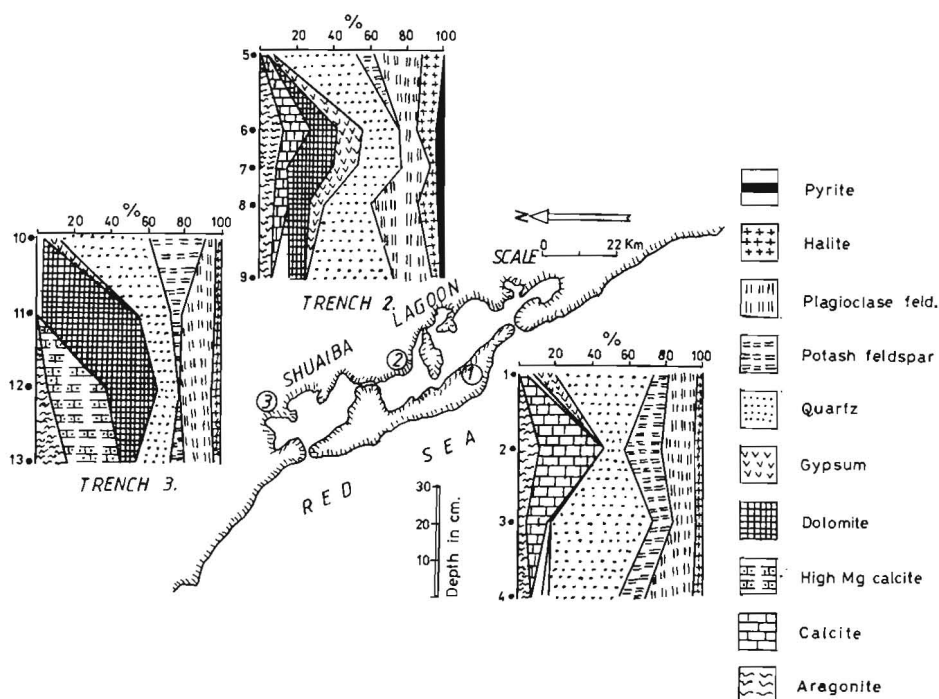 %
20 40 60 80 100
5
6
7
8
9
TRENCH 2.
%
20 40 60 80 100
10
11
12
13
TRENCH 3.
N
SCALE
0 22 Km
SHUAIBA LAGOON
1
2
3
RED SEA
30
20
10
Depth in cm.
%
20 40 60 80 100
1
2
3
4
Pyrite
Halite
Plagioclase feld.
Potash feldspar
Quartz
Gypsum
Dolomite
High Mg calcite
Calcite
Aragonite